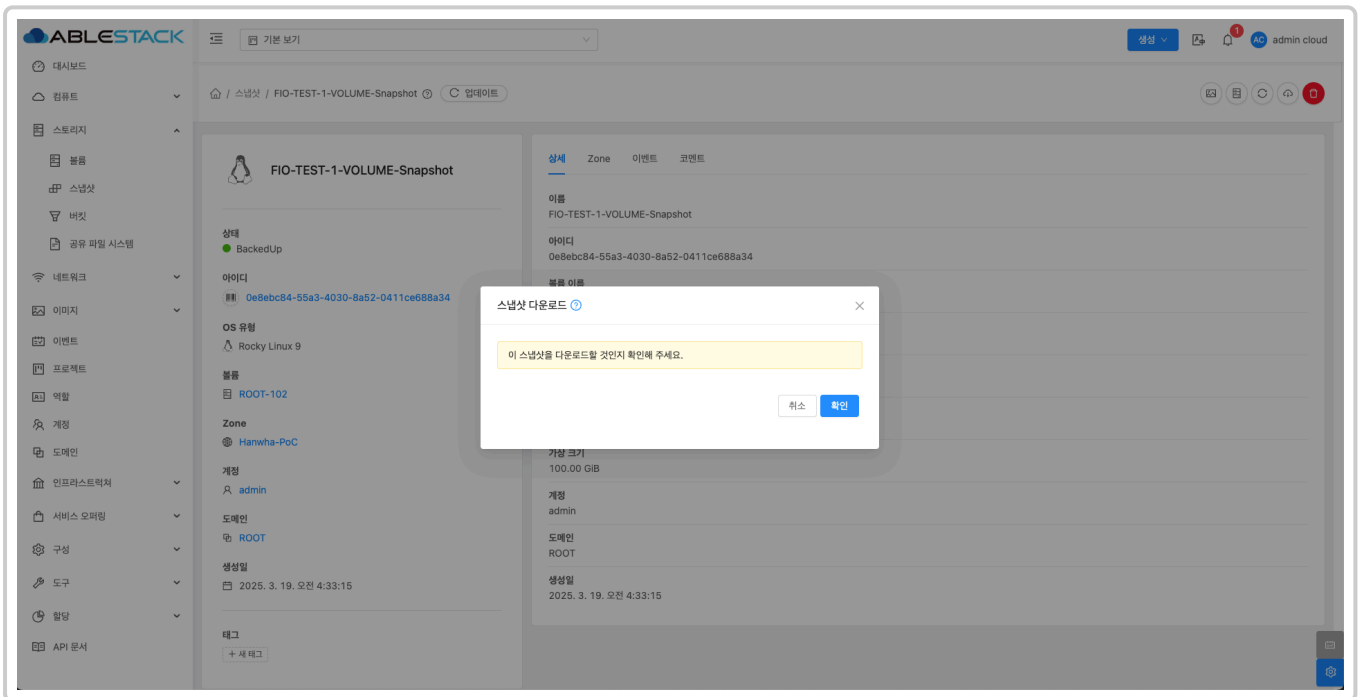 ABLESTACK
기본 보기
생성
1
AC
admin cloud
대시보드
컴퓨트
스토리지
볼륨
스냅샷
버킷
공유 파일 시스템
네트워크
이미지
이벤트
프로젝트
역할
계정
도메인
인프라스트럭쳐
서비스 오퍼링
구성
도구
할당
API 문서
/ 스냅샷 / FIO-TEST-1-VOLUME-Snapshot
업데이트
FIO-TEST-1-VOLUME-Snapshot
상태
BackedUp
아이디
0e8ebc84-55a3-4030-8a52-0411ce688a34
OS 유형
Rocky Linux 9
볼륨
ROOT-102
Zone
Hanwha-PoC
계정
admin
도메인
ROOT
생성일
2025. 3. 19. 오전 4:33:15
태그
+ 새 태그
상세 Zone 이벤트 코멘트
이름
FIO-TEST-1-VOLUME-Snapshot
아이디
0e8ebc84-55a3-4030-8a52-0411ce688a34
볼륨 이름
스냅샷 다운로드
이 스냅샷을 다운로드할 것인지 확인해 주세요.
취소
확인
가상 크기
100.00 GiB
계정
admin
도메인
ROOT
생성일
2025. 3. 19. 오전 4:33:15